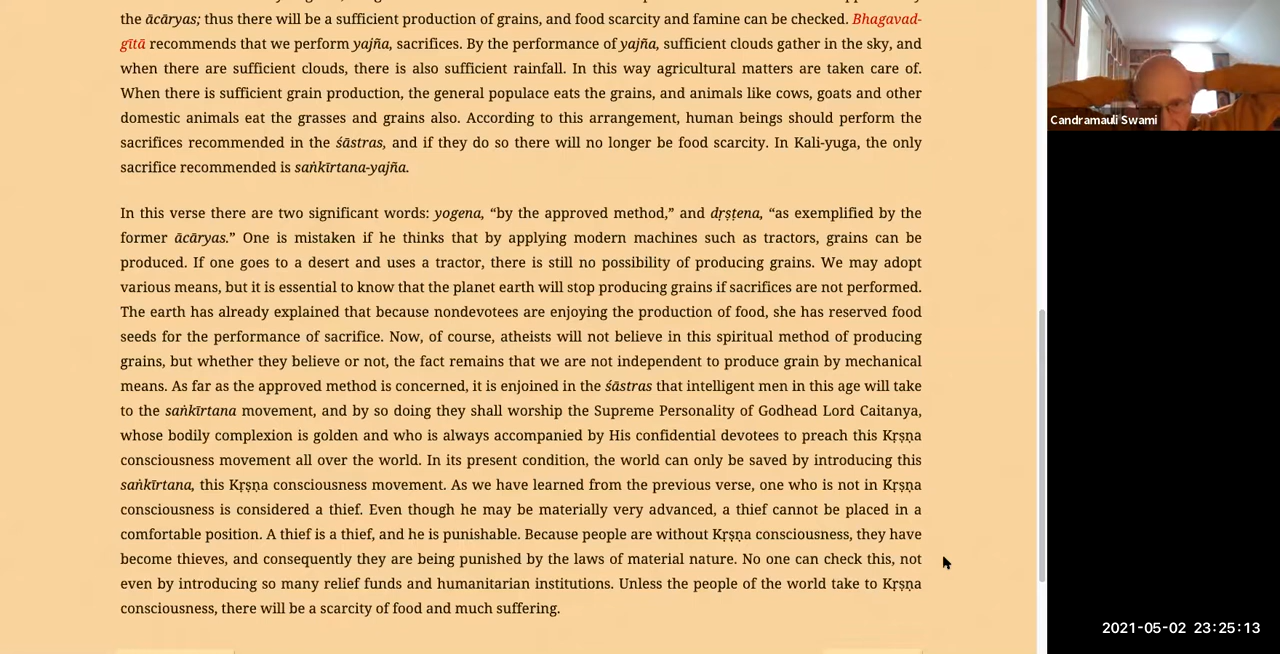 the ācāryas; thus there will be a sufficient production of grains, and food scarcity and famine can be checked. Bhagavad-
gītā recommends that we perform yajña, sacrifices. By the performance of yajña, sufficient clouds gather in the sky, and
when there are sufficient clouds, there is also sufficient rainfall. In this way agricultural matters are taken care of.
When there is sufficient grain production, the general populace eats the grains, and animals like cows, goats and other
domestic animals eat the grasses and grains also. According to this arrangement, human beings should perform the
sacrifices recommended in the śāstras, and if they do so there will no longer be food scarcity. In Kali-yuga, the only
sacrifice recommended is saṅkīrtana-yajña.
In this verse there are two significant words: yogena, “by the approved method,” and dṛṣṭena, “as exemplified by the
former ācāryas.” One is mistaken if he thinks that by applying modern machines such as tractors, grains can be
produced. If one goes to a desert and uses a tractor, there is still no possibility of producing grains. We may adopt
various means, but it is essential to know that the planet earth will stop producing grains if sacrifices are not performed.
The earth has already explained that because nondevotees are enjoying the production of food, she has reserved food
seeds for the performance of sacrifice. Now, of course, atheists will not believe in this spiritual method of producing
grains, but whether they believe or not, the fact remains that we are not independent to produce grain by mechanical
means. As far as the approved method is concerned, it is enjoined in the śāstras that intelligent men in this age will take
to the saṅkīrtana movement, and by so doing they shall worship the Supreme Personality of Godhead Lord Caitanya,
whose bodily complexion is golden and who is always accompanied by His confidential devotees to preach this Kṛṣṇa
consciousness movement all over the world. In its present condition, the world can only be saved by introducing this
saṅkīrtana, this Kṛṣṇa consciousness movement. As we have learned from the previous verse, one who is not in Kṛṣṇa
consciousness is considered a thief. Even though he may be materially very advanced, a thief cannot be placed in a
comfortable position. A thief is a thief, and he is punishable. Because people are without Kṛṣṇa consciousness, they have
become thieves, and consequently they are being punished by the laws of material nature. No one can check this, not
even by introducing so many relief funds and humanitarian institutions. Unless the people of the world take to Kṛṣṇa
consciousness, there will be a scarcity of food and much suffering.
Candramauli Swami
2021-05-02 23:25:13